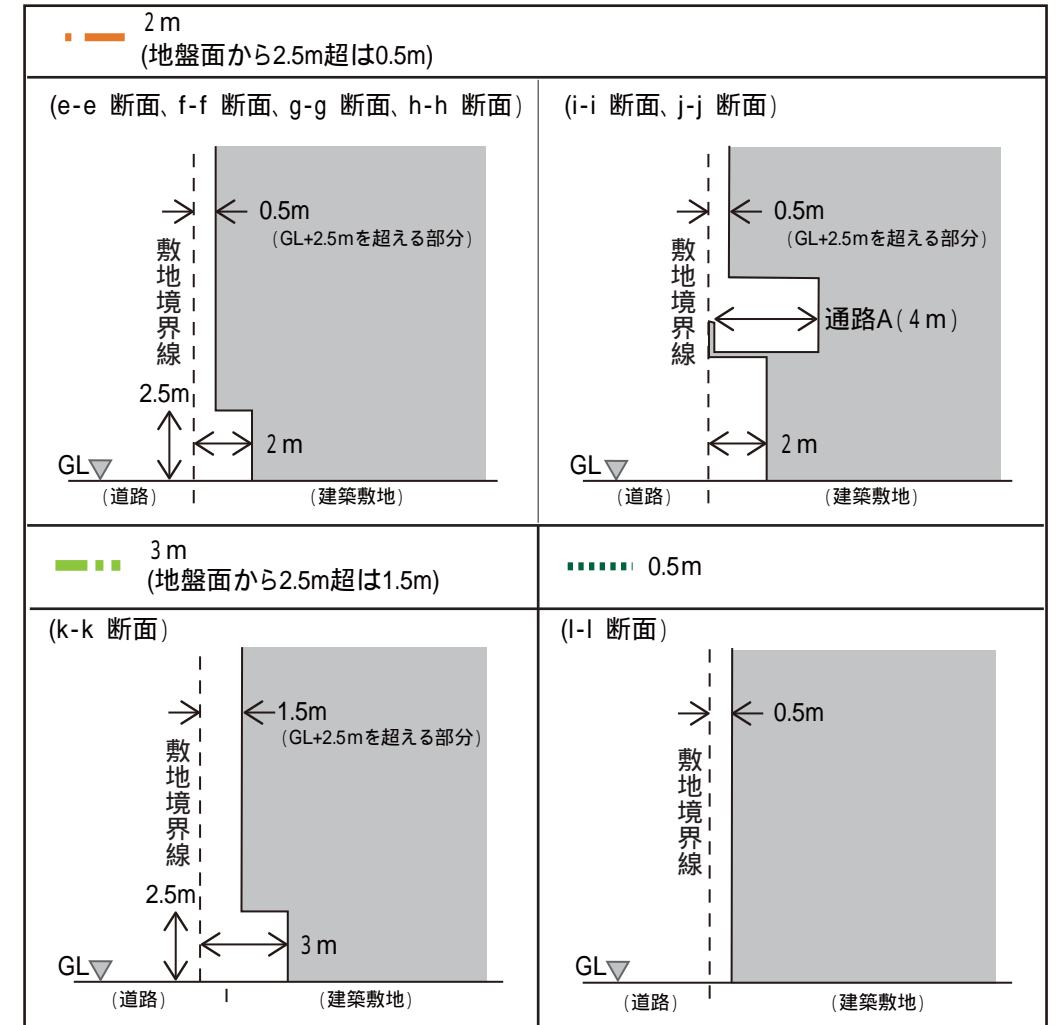 2m
(地盤面から2.5m超は0.5m)
(e-e 断面、f-f 断面、g-g 断面、h-h 断面)
0.5m
(GL+2.5mを超える部分)
敷地境界線
2.5m
2m
GL
(道路)
(建築敷地)
(i-i 断面、j-j 断面)
0.5m
(GL+2.5mを超える部分)
敷地境界線
通路A(4m)
2m
GL
(道路)
(建築敷地)
3m
(地盤面から2.5m超は1.5m)
(k-k 断面)
1.5m
(GL+2.5mを超える部分)
敷地境界線
2.5m
3m
GL
(道路)
(建築敷地)
0.5m
(l-l 断面)
0.5m
敷地境界線
GL
(道路)
(建築敷地)